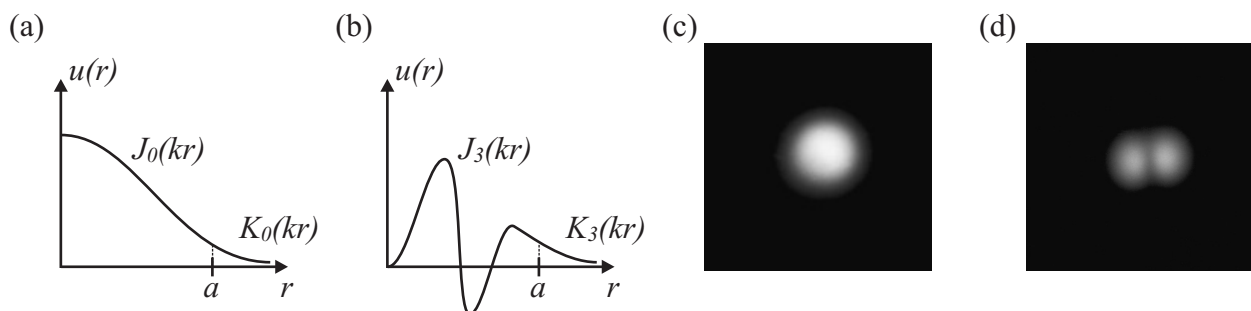 (a)
u(r)
J₀(kr)
K₀(kr)
a
r
(b)
u(r)
J₃(kr)
K₃(kr)
a
r
(c)
(d)